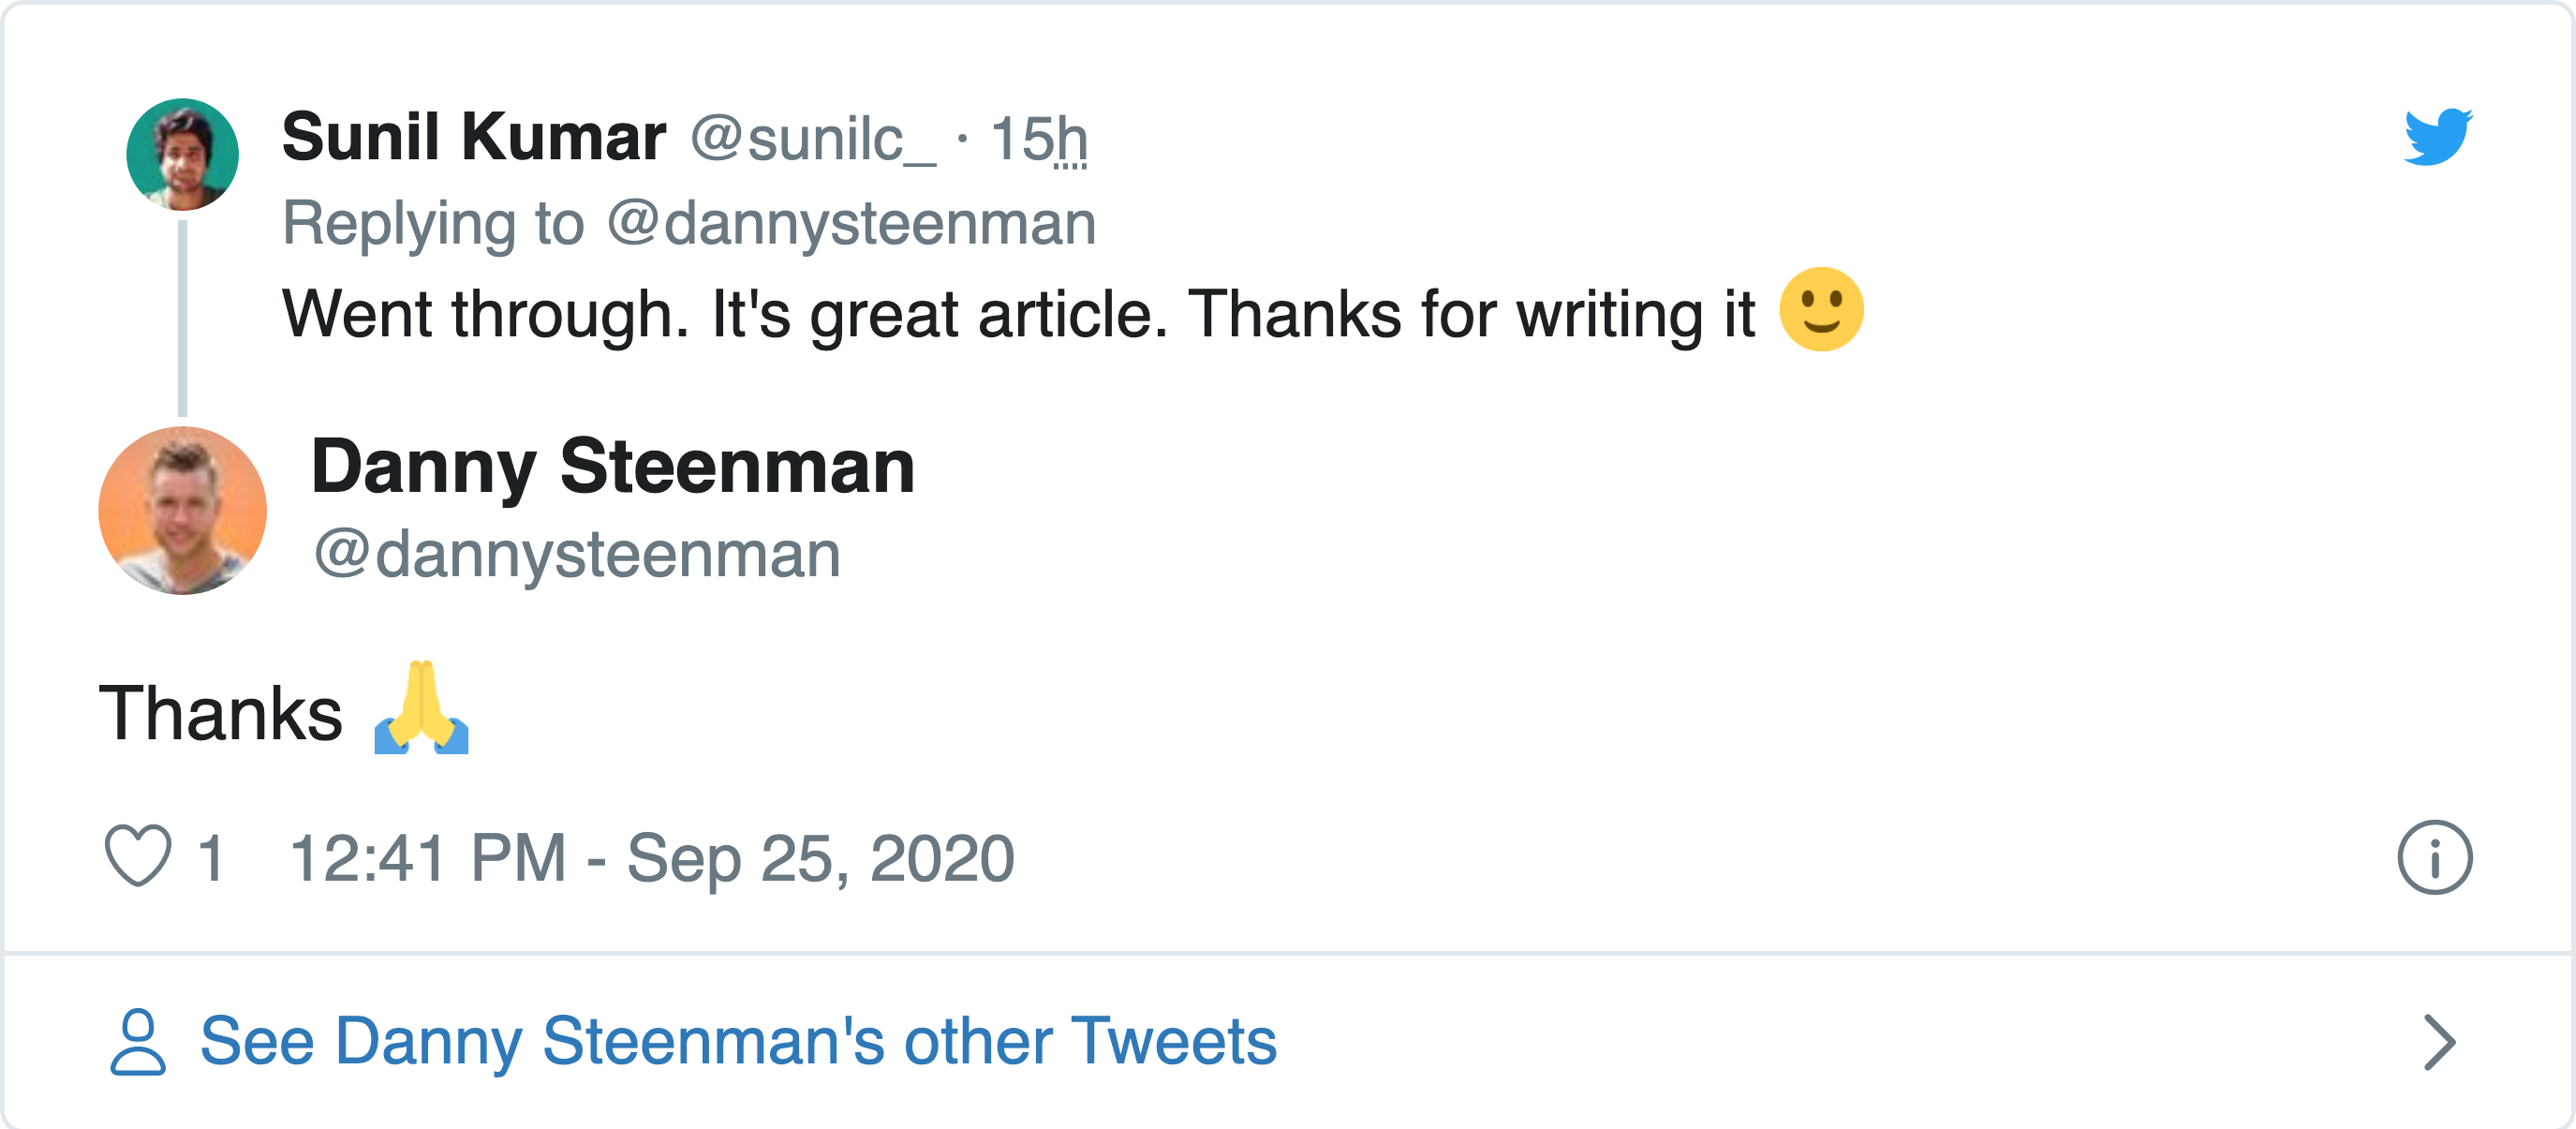 Sunil Kumar @sunilc_ · 15h
Replying to @dannysteenman
Went through. It's great article. Thanks for writing it 🙂
Danny Steenman
@dannysteenman
Thanks 🙏
1 12:41 PM - Sep 25, 2020
See Danny Steenman's other Tweets